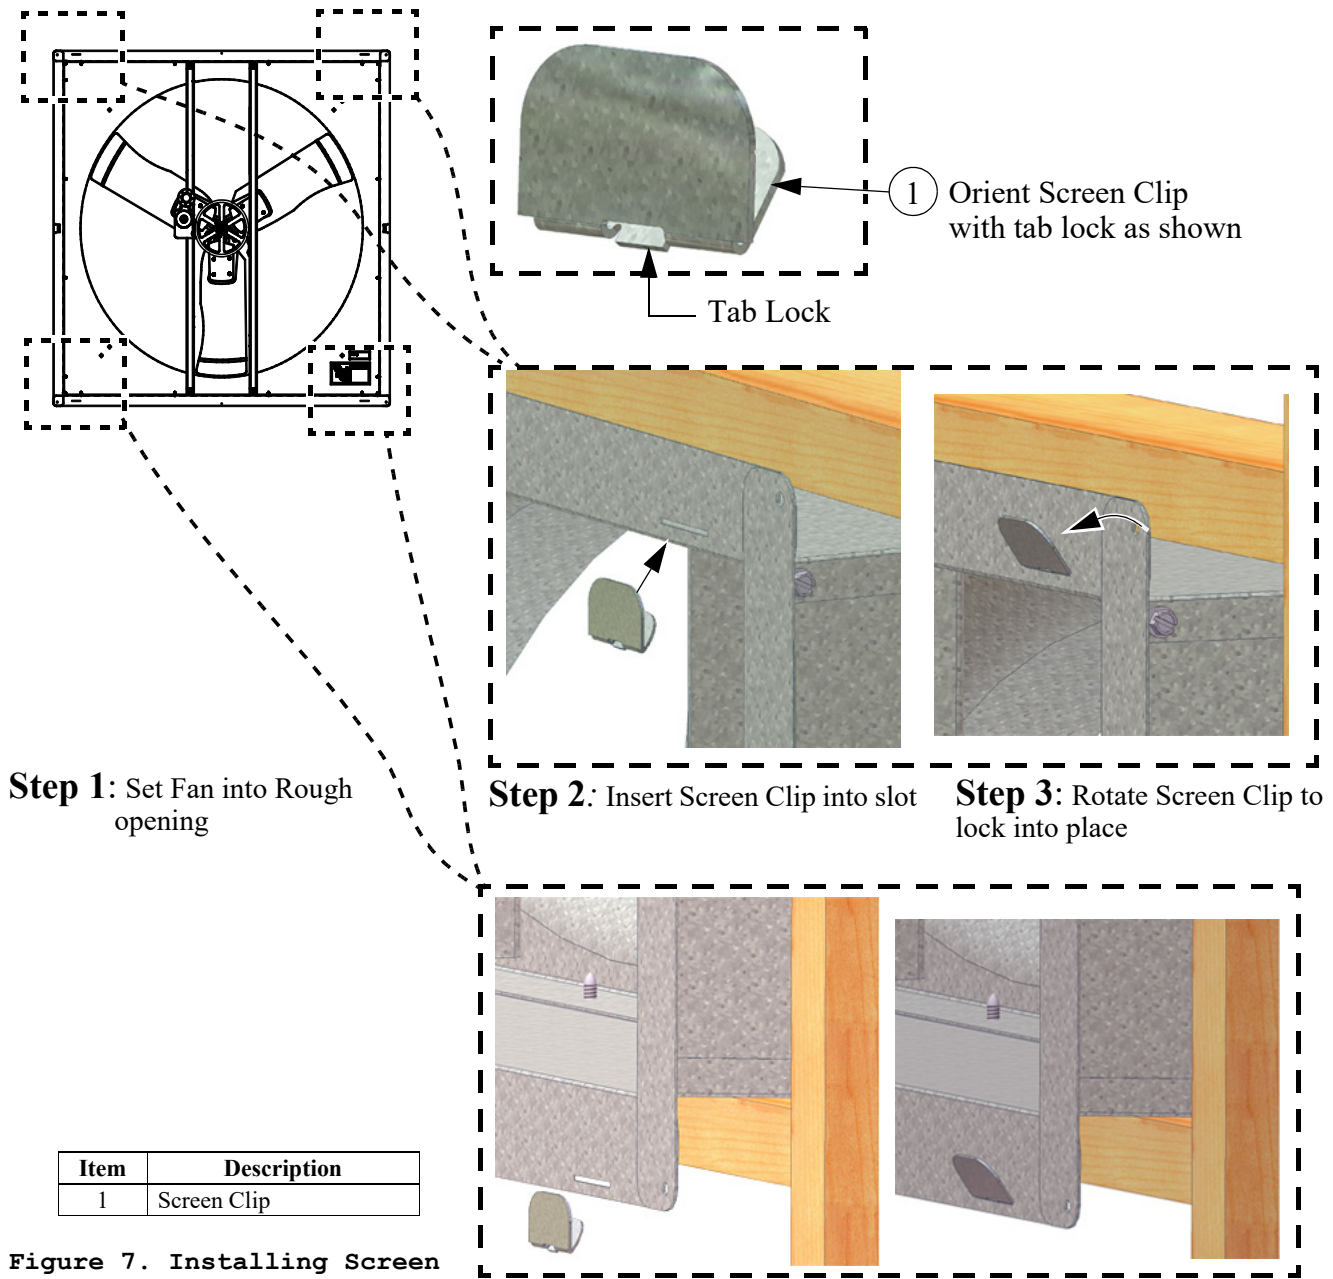 1
Orient Screen Clip
with tab lock as shown
Tab Lock
Step 1: Set Fan into Rough
opening
Step 2: Insert Screen Clip into slot
Step 3: Rotate Screen Clip to
lock into place
Item Description
1 Screen Clip
Figure 7. Installing Screen